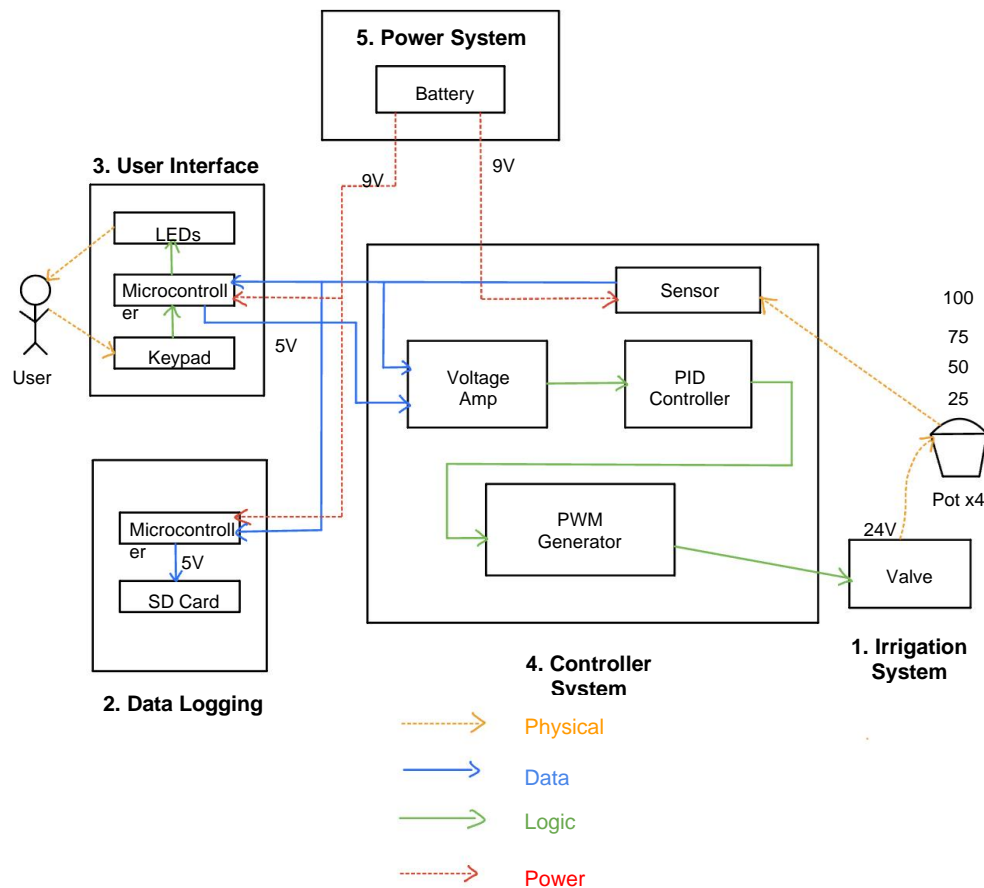 5. Power System
Battery
9V
9V
3. User Interface
LEDs
Microcontroll
er
Keypad
5V
User
Sensor
Voltage
Amp
PID
Controller
PWM
Generator
100
75
50
25
Pot x4
24V
Valve
1. Irrigation
System
Microcontroll
er
5V
SD Card
2. Data Logging
4. Controller
System
Physical
Data
Logic
Power